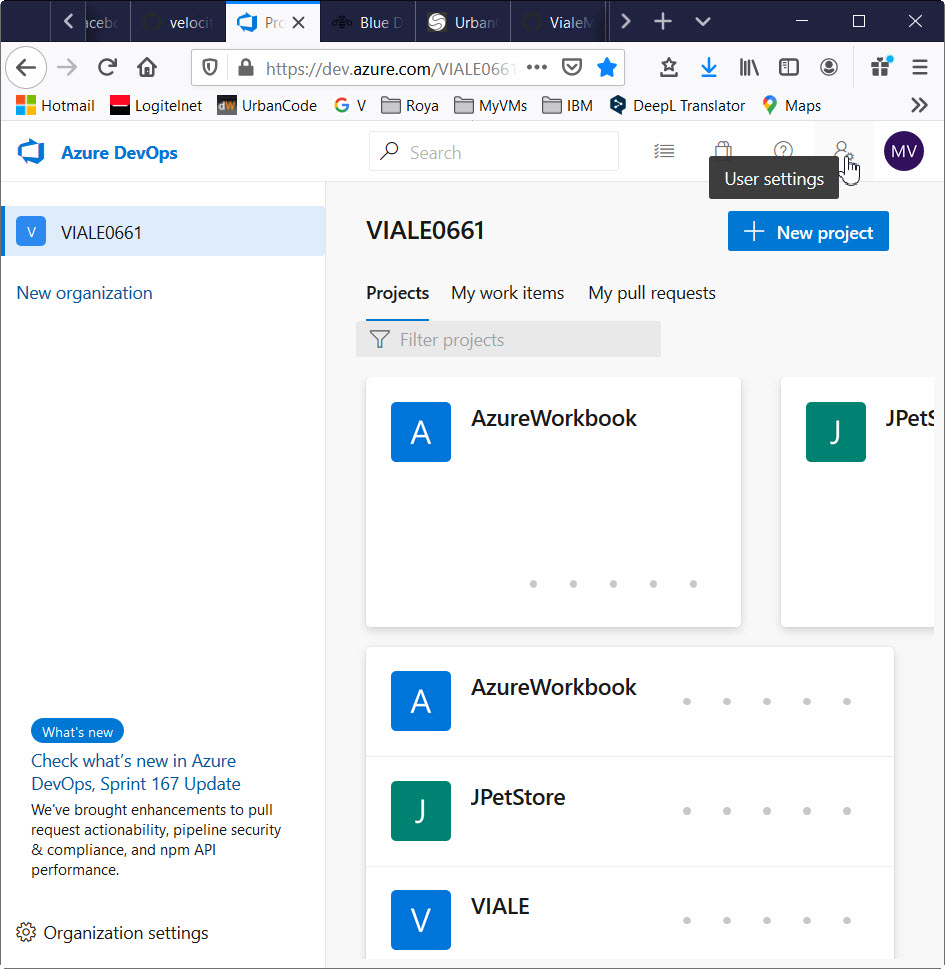 velocit
Pro
Blue D
Urban
VialeM
https://dev.azure.com/VIALE0661
Hotmail
Logitelnet
dW
UrbanCode
G V
Roya
MyVMs
IBM
DeepL Translator
Maps
Azure DevOps
Search
MV
User settings
V
VIALE0661
VIALE0661
New project
New organization
Projects
My work items
My pull requests
Filter projects
A
AzureWorkbook
J
JPetS
A
AzureWorkbook
J
JPetStore
V
VIALE
What's new
Check what’s new in Azure
DevOps, Sprint 167 Update
We've brought enhancements to pull
request actionability, pipeline security
& compliance, and npm API
performance.
Organization settings